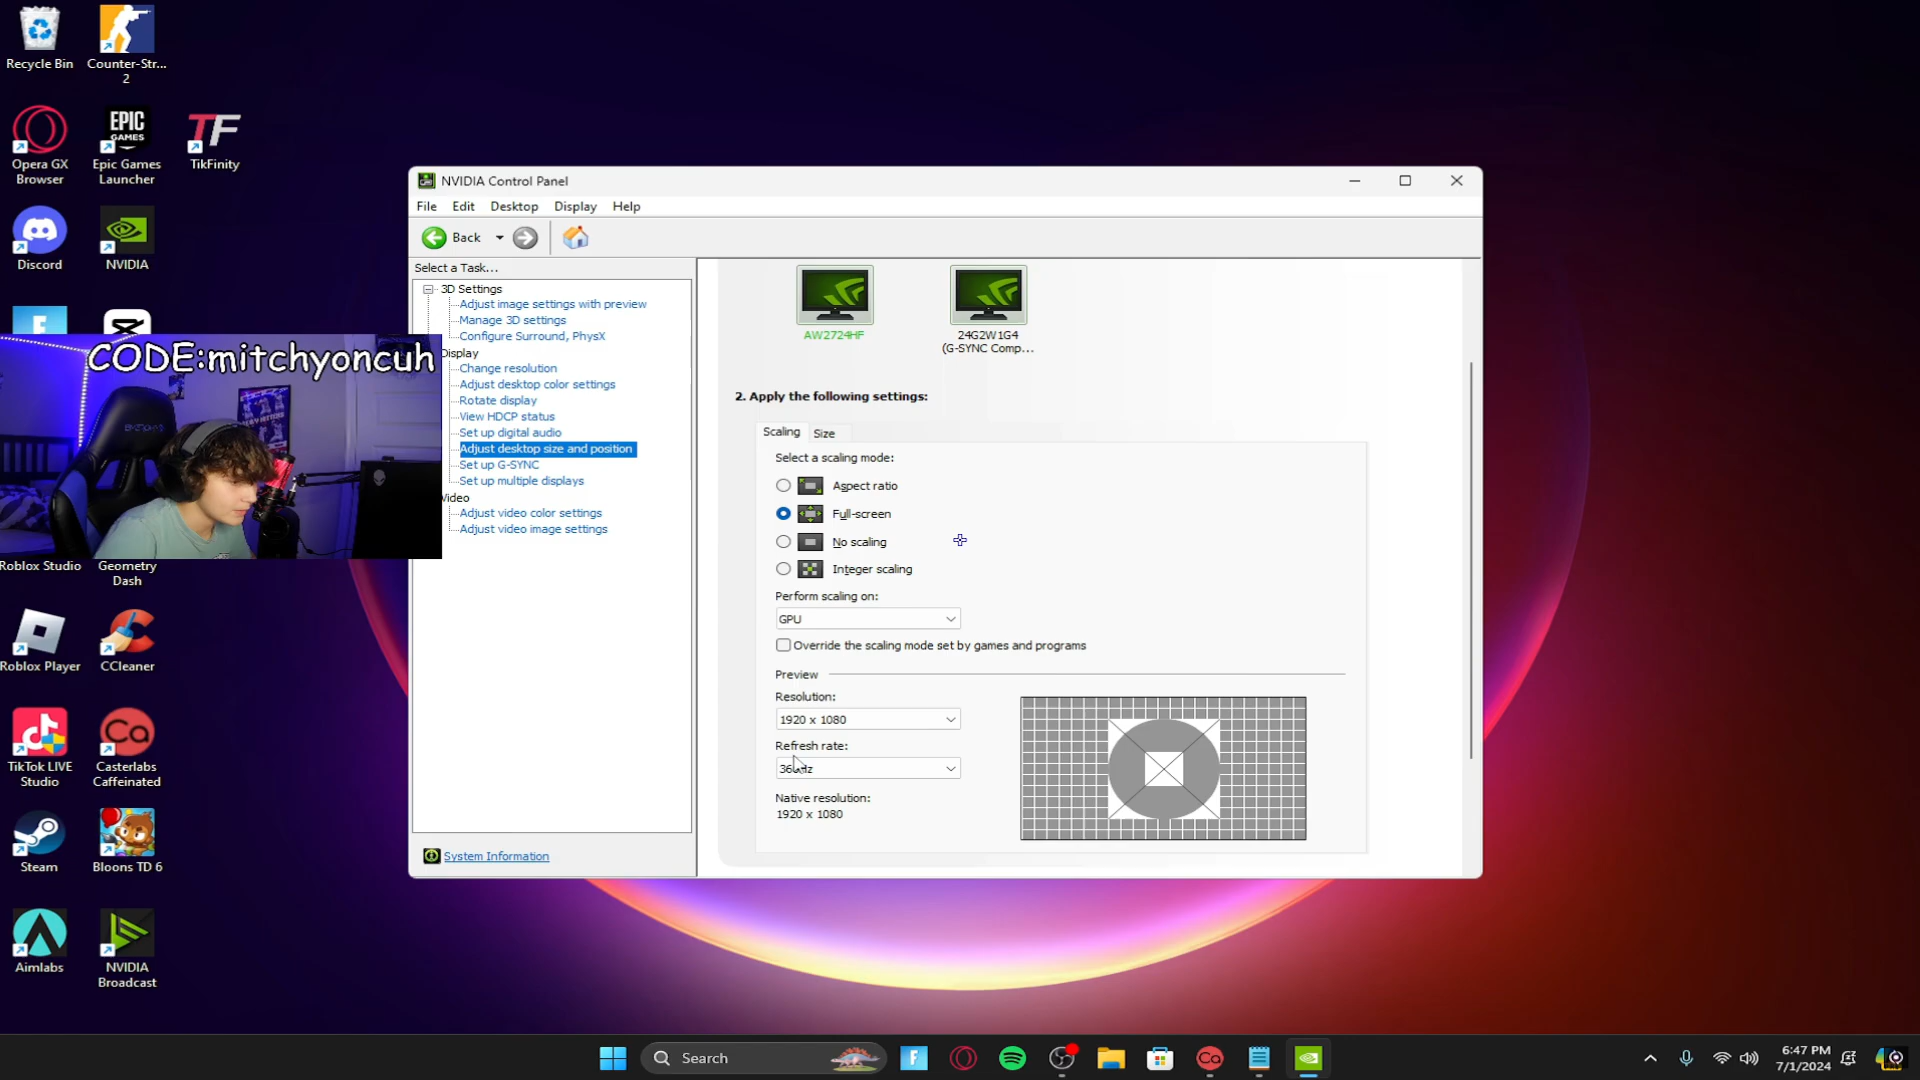 Recycle Bin
Counter-Str...
2
Opera GX
Browser
EPIC
GAMES
Epic Games
Launcher
TF
TikFinity
Discord
NVIDIA
CODE:mitchyoncuh
Roblox Studio
Geometry
Dash
Roblox Player
CCleaner
Ca
TikTok LIVE
Studio
Casterlabs
Caffeinated
Steam
Bloons TD 6
Aimlabs
NVIDIA
Broadcast
NVIDIA Control Panel
File Edit Desktop Display Help
Back
Select a Task...
3D Settings
Adjust image settings with preview
Manage 3D settings
Configure Surround, PhysX
Display
Change resolution
Adjust desktop color settings
Rotate display
View HDCP status
Set up digital audio
Adjust desktop size and position
Set up G-SYNC
Set up multiple displays
Video
Adjust video color settings
Adjust video image settings
System Information
AW2724HF
24G2W1G4
(G-SYNC Comp...
2. Apply the following settings:
Scaling Size
Select a scaling mode:
Aspect ratio
Full-screen
No scaling
Integer scaling
Perform scaling on:
GPU
Override the scaling mode set by games and programs
Preview
Resolution:
1920 x 1080
Refresh rate:
Native resolution:
1920 x 1080
Search
6:47 PM
7/1/2024